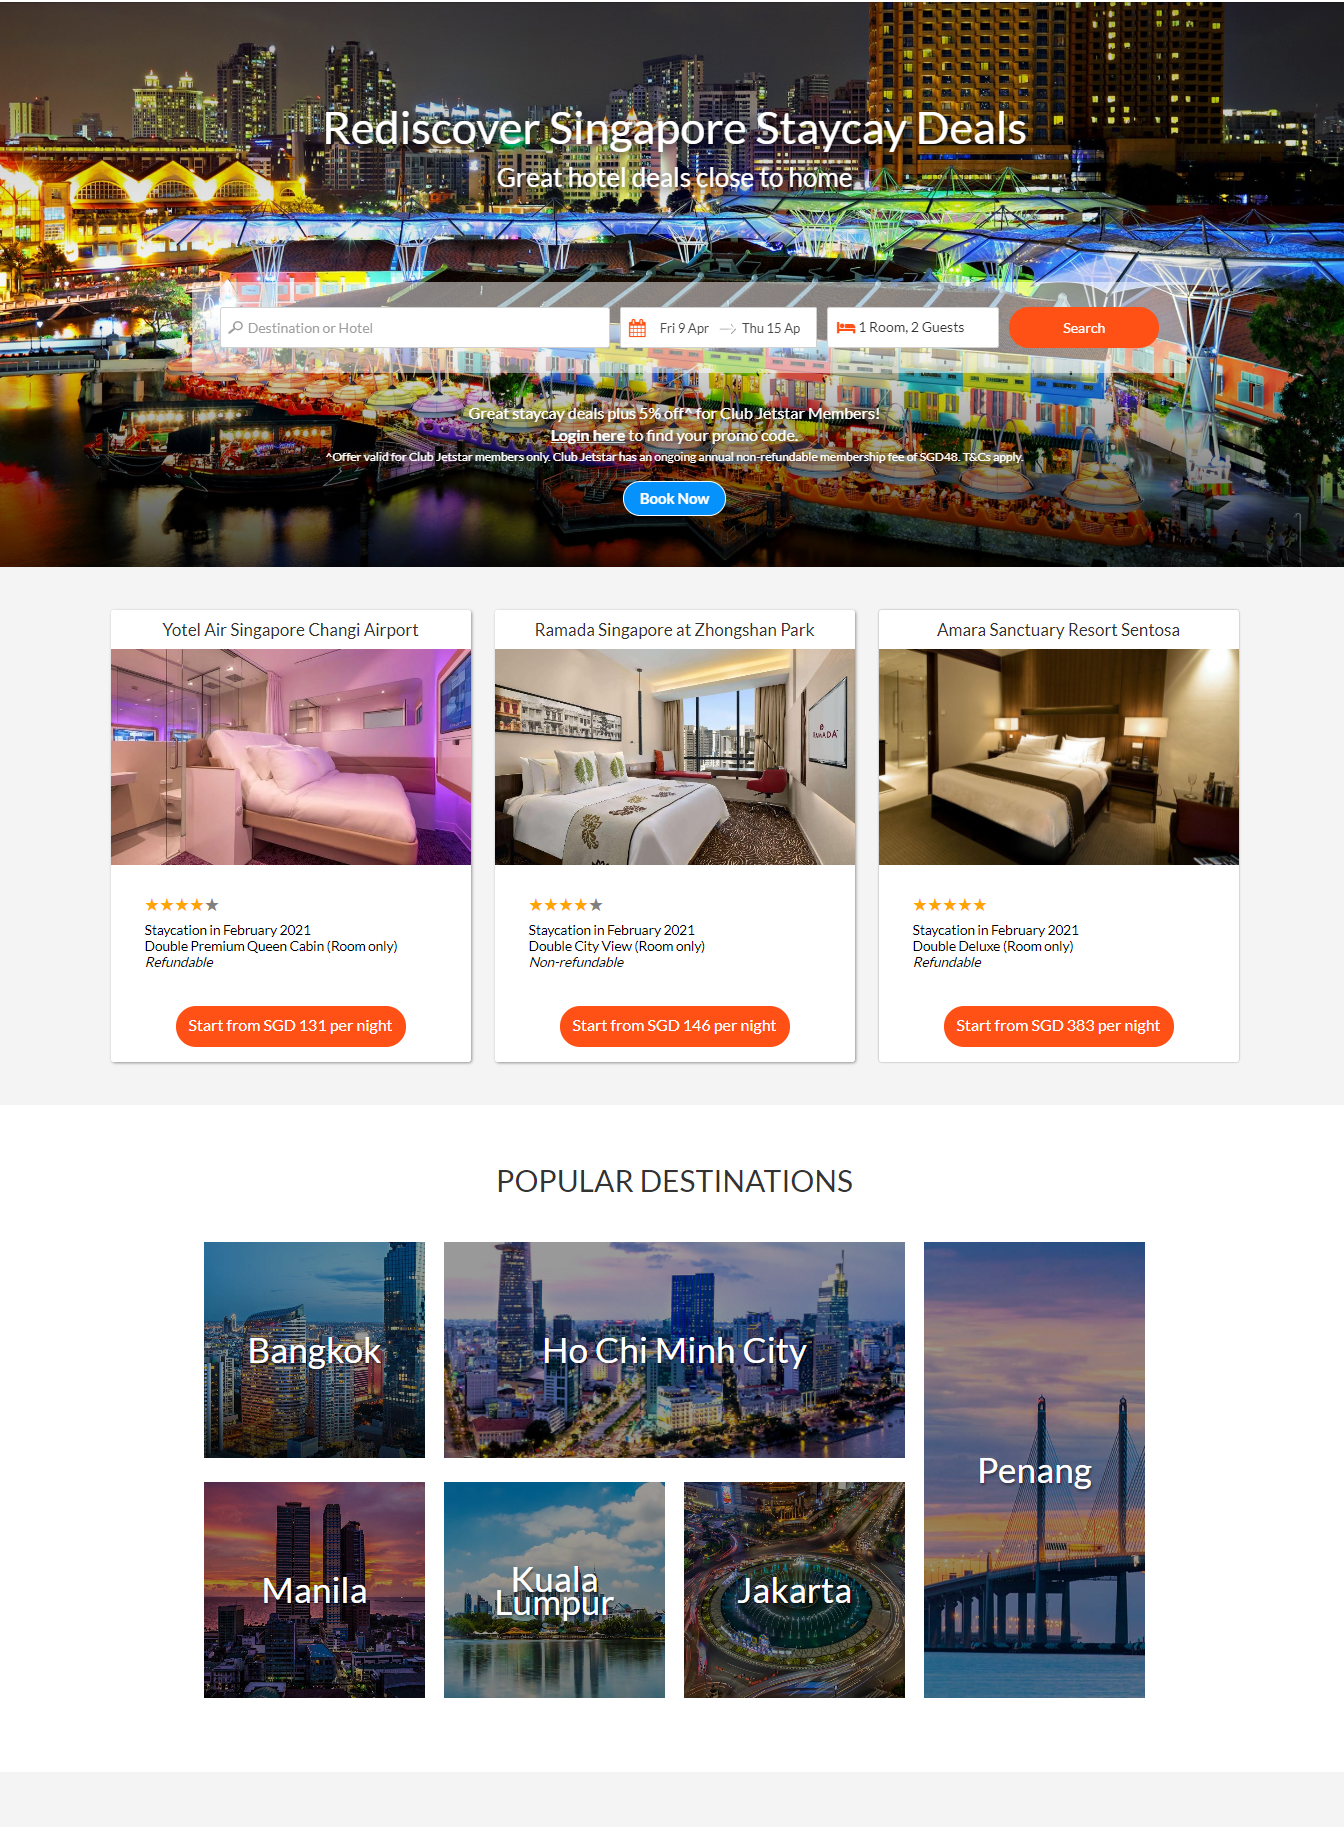 Rediscover Singapore Staycay Deals
Great hotel deals close to home
Destination or Hotel
Fri 9 Apr
Thu 15 Ap
1 Room, 2 Guests
Search
Great staycay deals plus 5% off^ for Club Jetstar Members!
Login here to find your promo code.
^Offer valid for Club Jetstar members only. Club Jetstar has an ongoing annual non-refundable membership fee of SGD48. T&Cs apply.
Book Now
Yotel Air Singapore Changi Airport
Staycation in February 2021
Double Premium Queen Cabin (Room only)
Refundable
Start from SGD 131 per night
Ramada Singapore at Zhongshan Park
RAMADA
Staycation in February 2021
Double City View (Room only)
Non-refundable
Start from SGD 146 per night
Amara Sanctuary Resort Sentosa
Staycation in February 2021
Double Deluxe (Room only)
Refundable
Start from SGD 383 per night
POPULAR DESTINATIONS
Bangkok
Ho Chi Minh City
Penang
Manila
Kuala
Lumpur
Jakarta